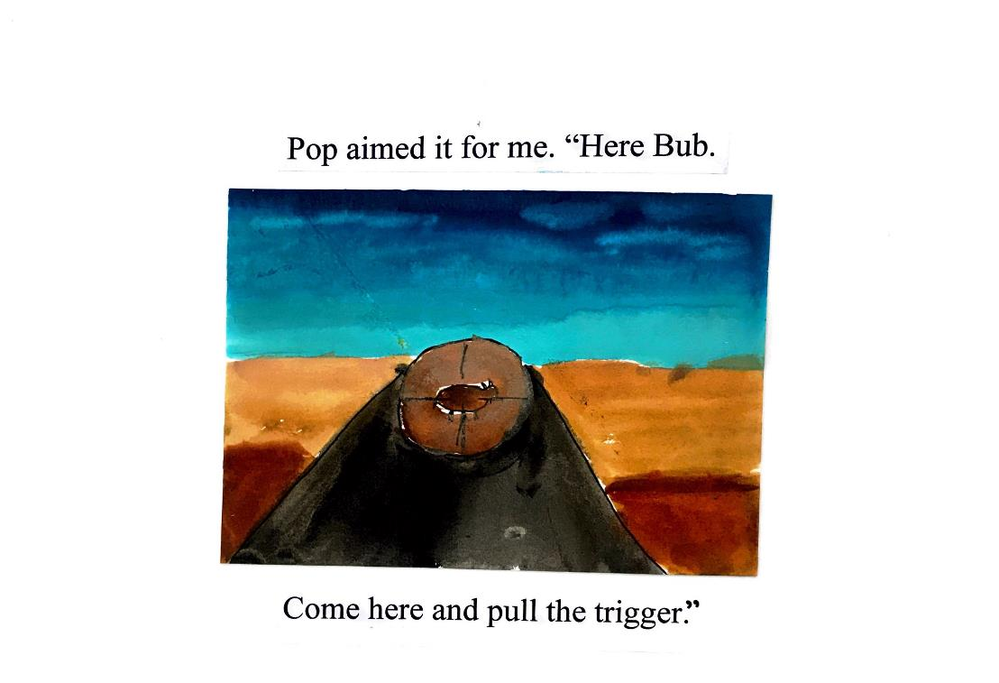 Pop aimed it for me. “Here Bub.
Come here and pull the trigger.”